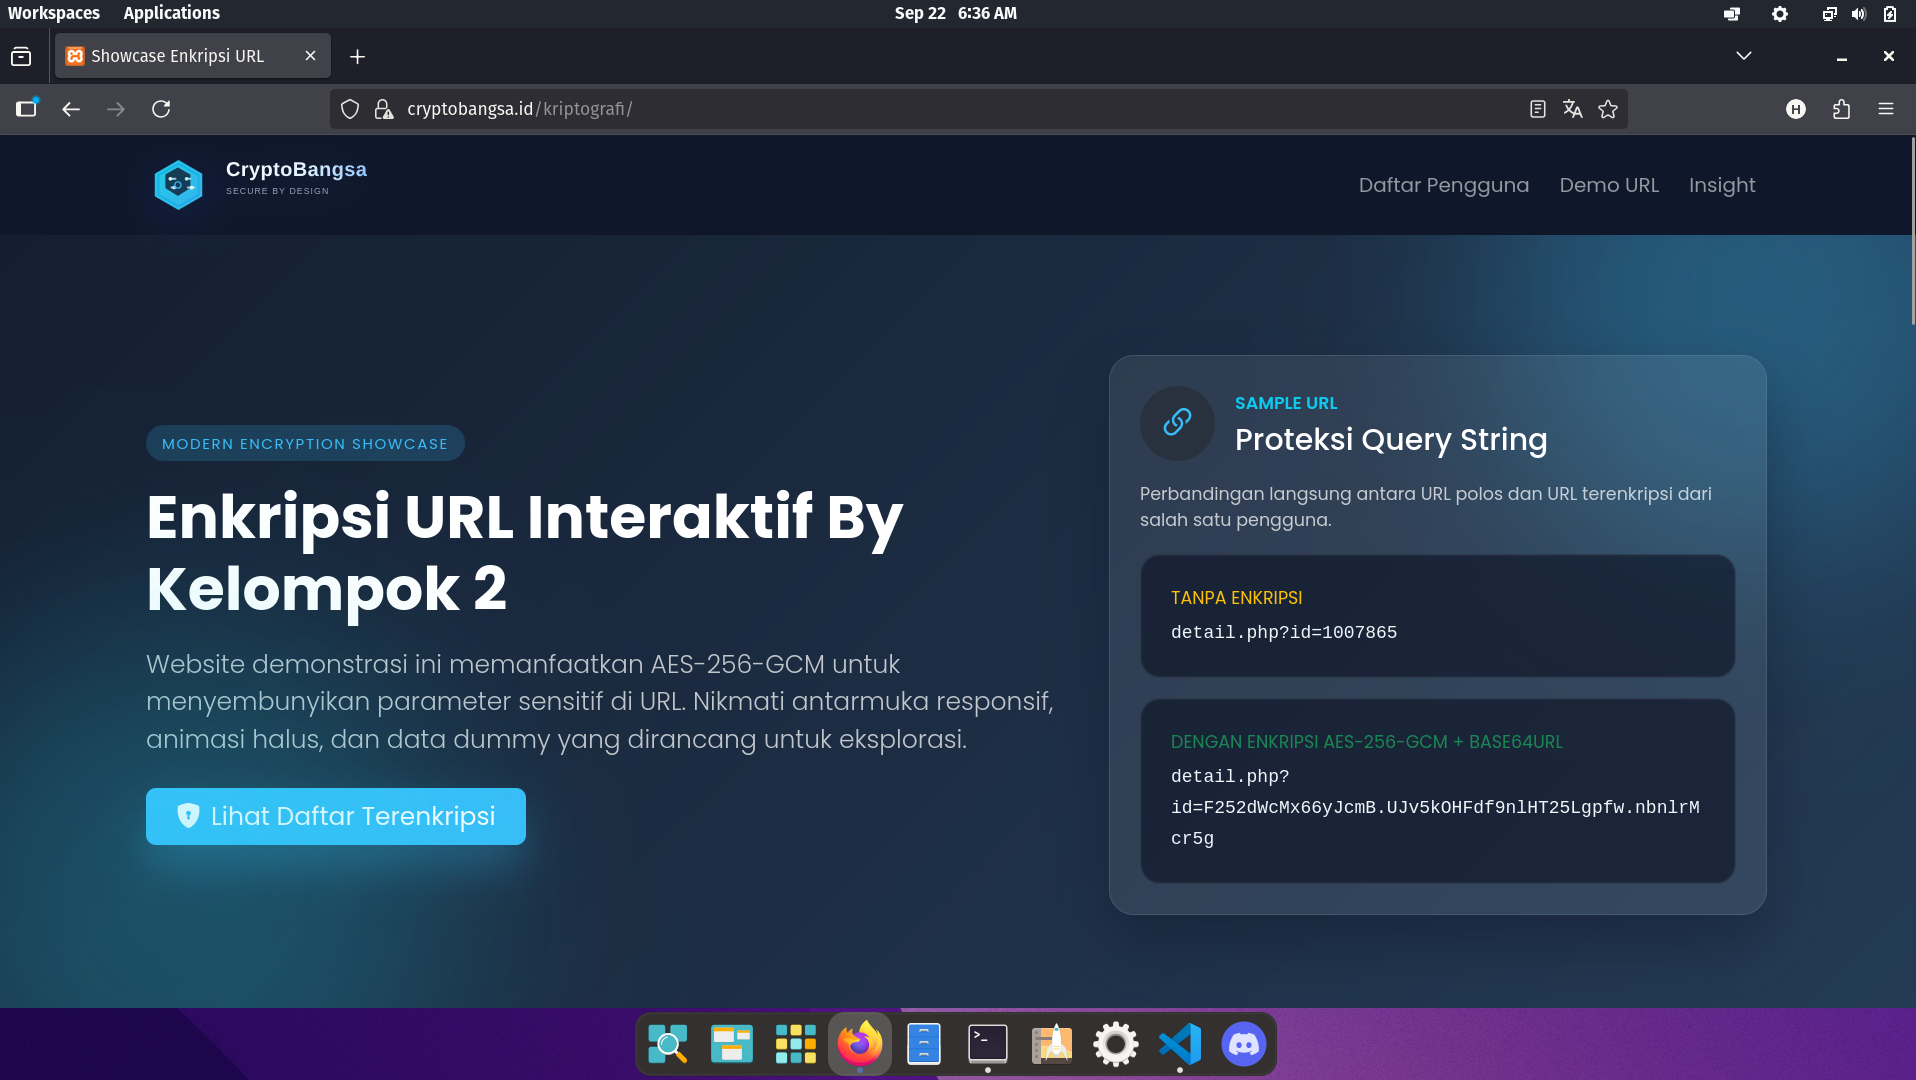 Workspaces Applications Sep 22 6:36 AM
Showcase Enkripsi URL
cryptobangsa.id/kriptografi/
H
CryptoBangsa
SECURE BY DESIGN
Daftar Pengguna Demo URL Insight
MODERN ENCRYPTION SHOWCASE
Enkripsi URL Interaktif By
Kelompok 2
Website demonstrasi ini memanfaatkan AES-256-GCM untuk
menyembunyikan parameter sensitif di URL. Nikmati antarmuka responsif,
animasi halus, dan data dummy yang dirancang untuk eksplorasi.
Lihat Daftar Terenkripsi
SAMPLE URL
Proteksi Query String
Perbandingan langsung antara URL polos dan URL terenkripsi dari
salah satu pengguna.
TANPA ENKRIPSI
detail.php?id=1007865
DENGAN ENKRIPSI AES-256-GCM + BASE64URL
detail.php?
id=F252dWcMx66yJcmB.UJv5kOHFdf9nlHT25Lgpfw.nbnlrM
cr5g